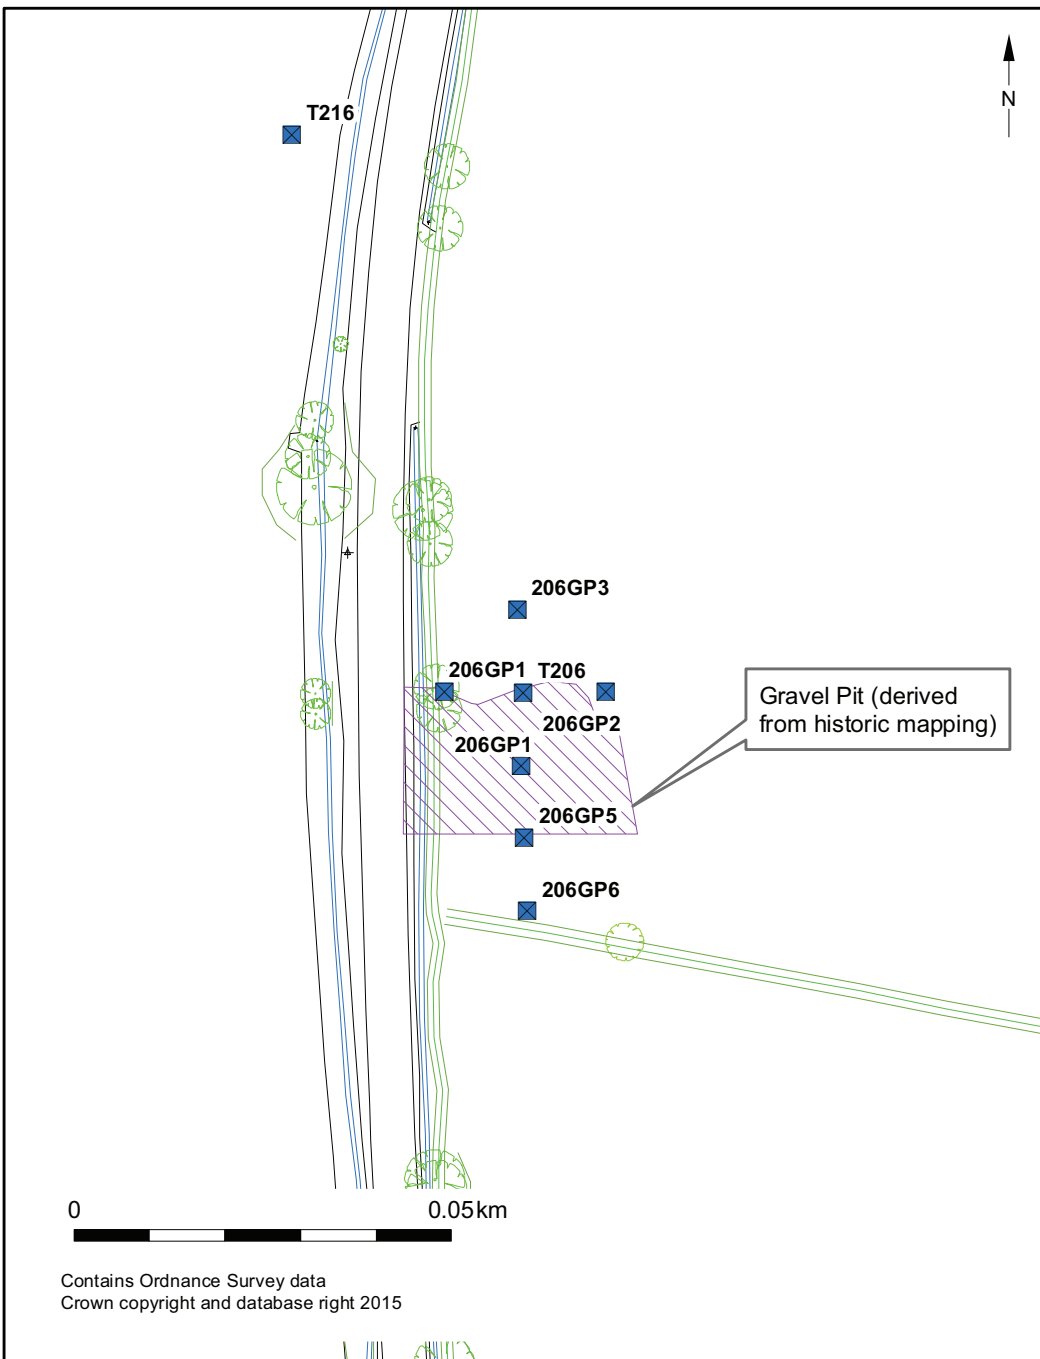 T216
N
206GP3
206GP1
T206
206GP2
Gravel Pit (derived
from historic mapping)
206GP1
206GP5
206GP6
0
0.05km
Contains Ordnance Survey data
Crown copyright and database right 2015